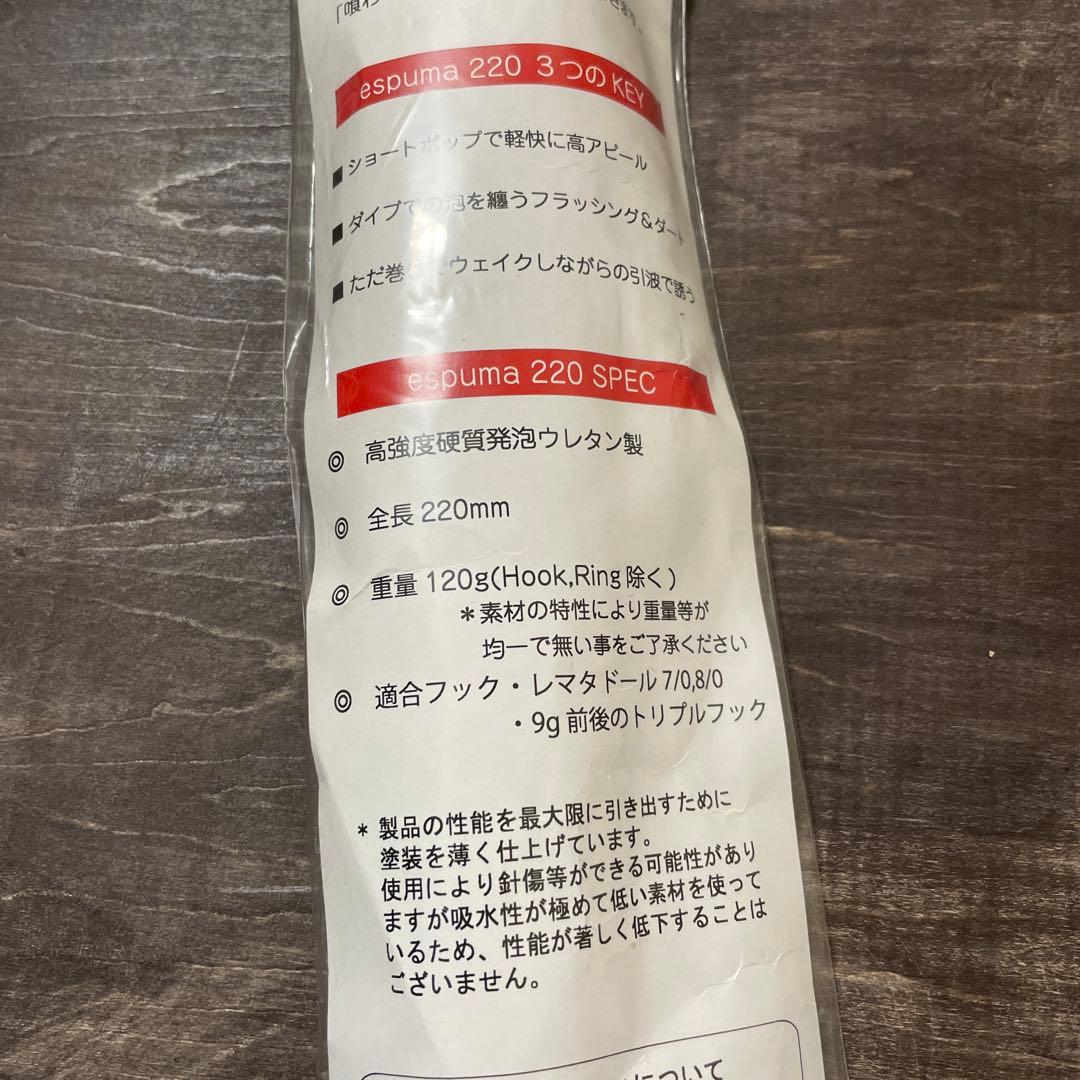 「喰わ
きます。
espuma 220 3つのKEY
■ ショートポップで軽快に高アピール
■ ダイブでの泡を纏うフラッシング&ダート
■ ただ巻きでウェイクしながらの引波で誘う
espuma 220 SPEC
◎ 高強度硬質発泡ウレタン製
◎ 全長 220mm
◎ 重量 120g(Hook,Ring 除く)
*素材の特性により重量等が
均一で無い事をご了承ください
◎ 適合フック・レマタドール 7/0,8/0
・9g 前後のトリプルフック
* 製品の性能を最大限に引き出すために
塗装を薄く仕上げています。
使用により針傷等ができる可能性があり
ますが吸水性が極めて低い素材を使って
いるため、性能が著しく低下することは
ございません。
について